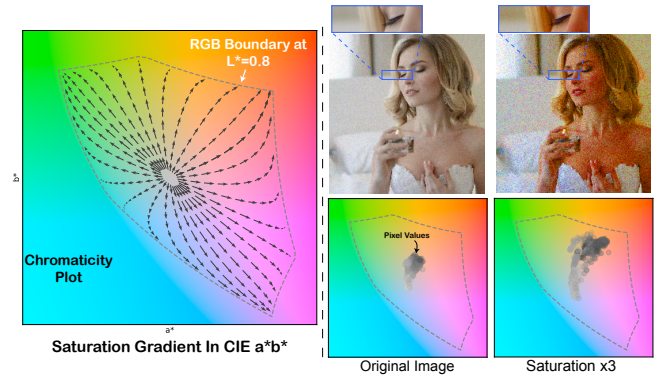 RGB Boundary at
L*=0.8
b*
Chromaticity
Plot
a*
Saturation Gradient In CIE a*b*
Pixel Values
Original Image
Saturation x3